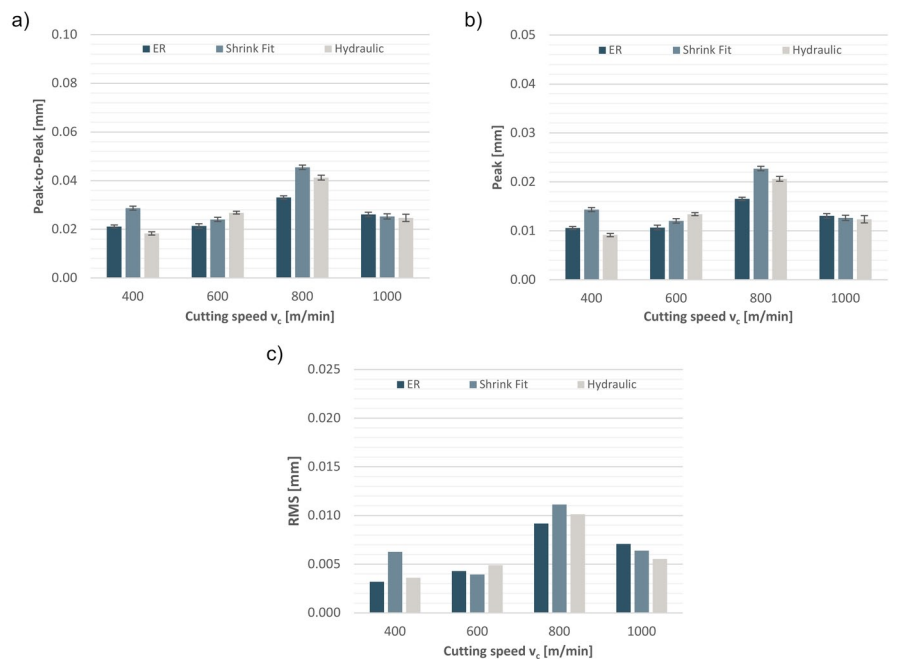 a)
0.10
ER Shrink Fit Hydraulic
0.08
0.06
0.04
0.02
0.00
Peak-to-Peak [mm]
400 600 800 1000
Cutting speed vc [m/min]
b)
0.05
ER Shrink Fit Hydraulic
0.04
0.03
0.02
0.01
0.00
Peak [mm]
400 600 800 1000
Cutting speed vc [m/min]
c)
0.025
ER Shrink Fit Hydraulic
0.020
0.015
0.010
0.005
0.000
RMS [mm]
400 600 800 1000
Cutting speed vc [m/min]